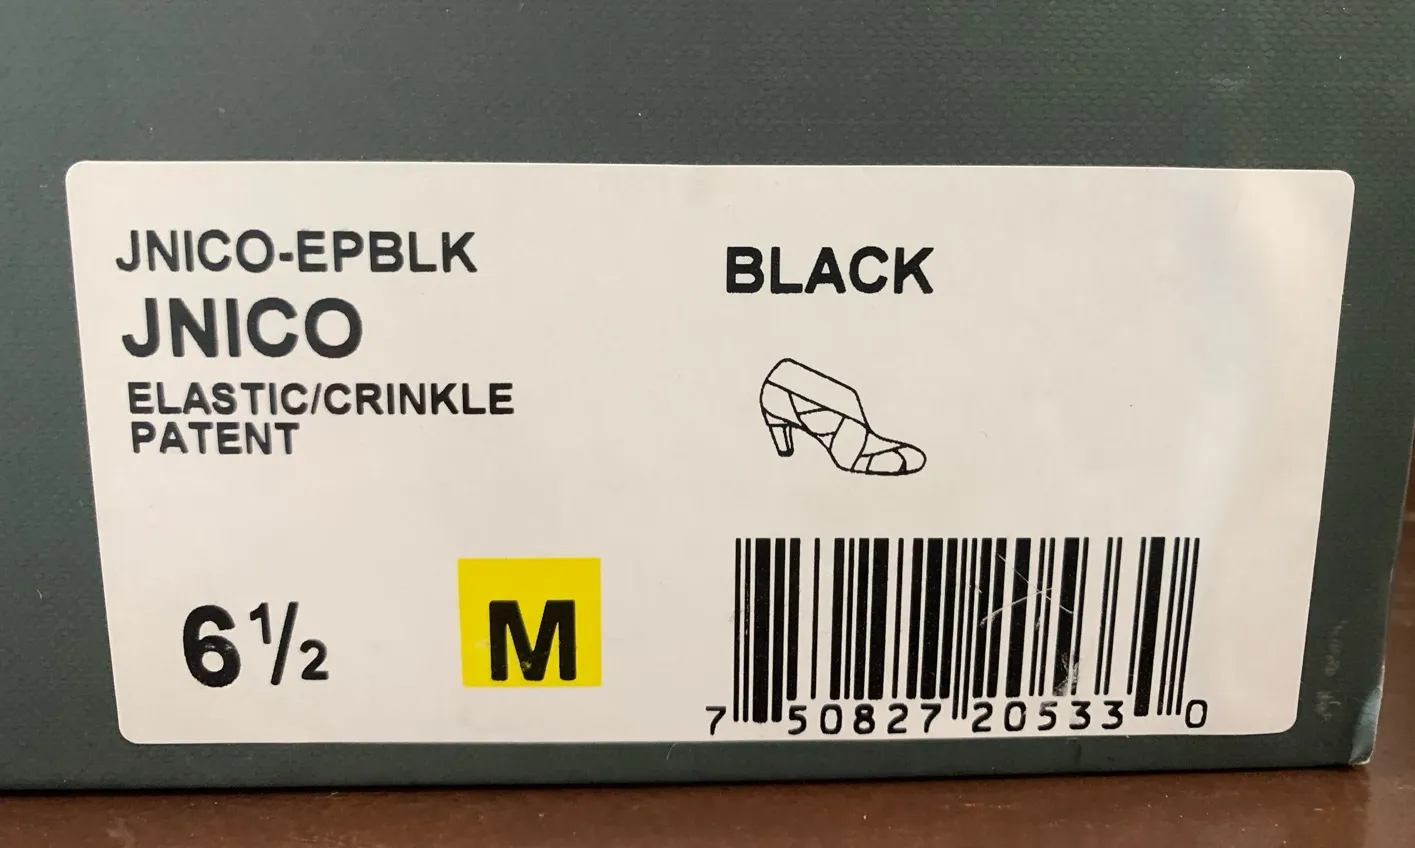 JNICO-EPBLK
JNICO
ELASTIC/CRINKLE
PATENT
BLACK
6 1/2
M
7 50827 20533 0